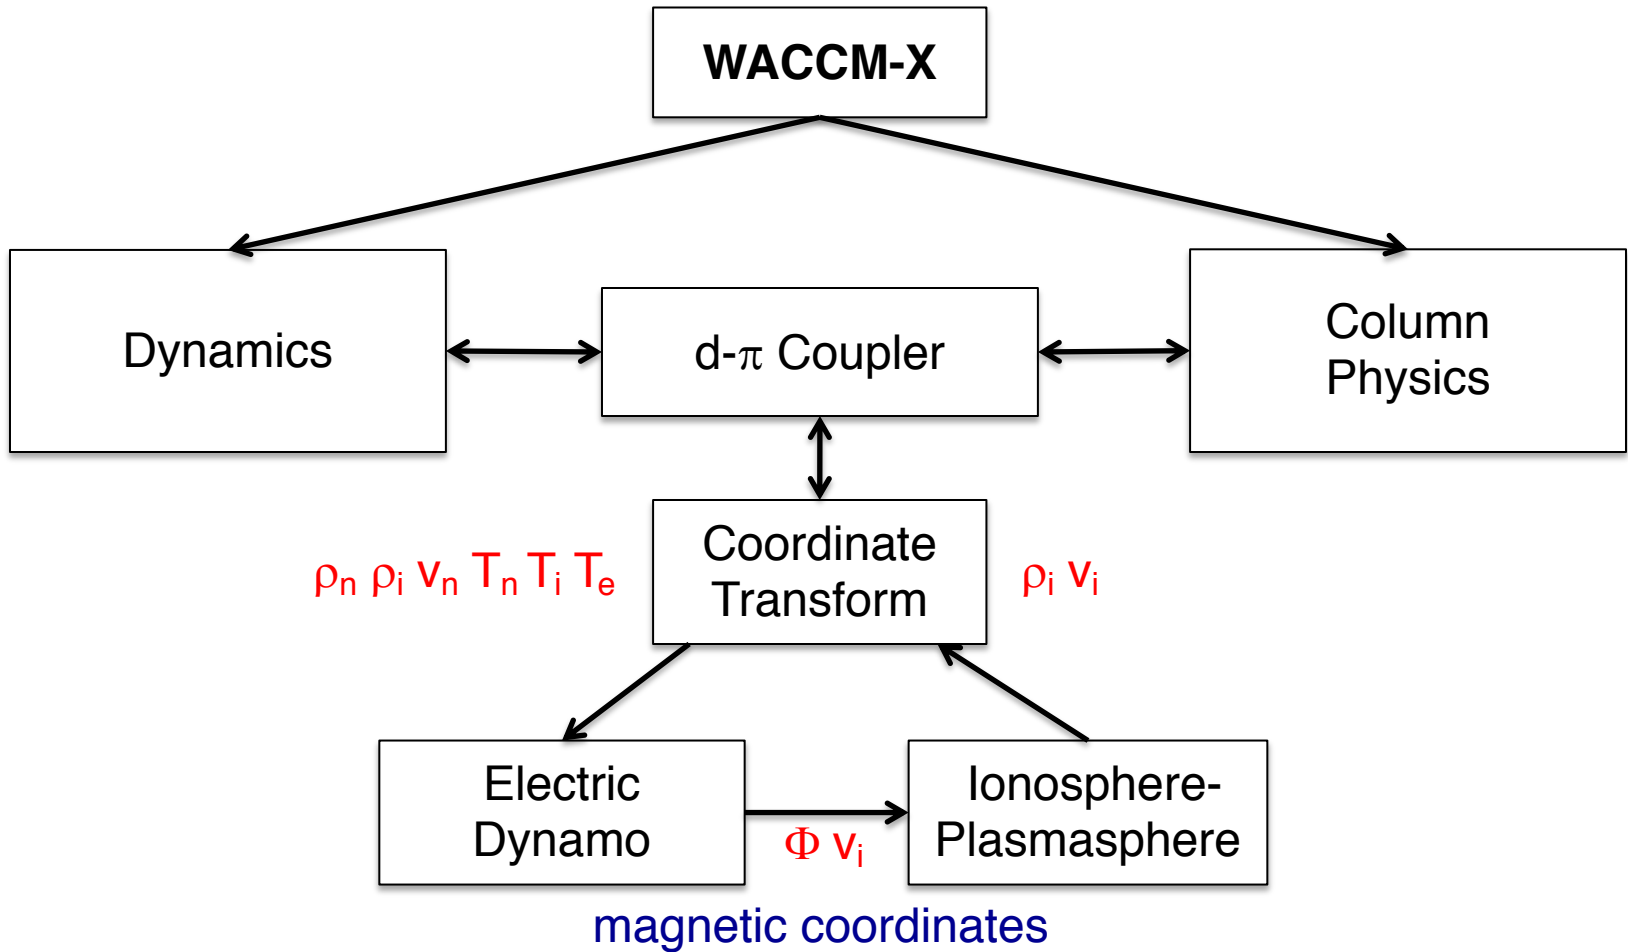 WACCM-X
Dynamics
d-π Coupler
Column
Physics
Coordinate
Transform
ρn ρi vn Tn Ti Te
ρi vi
Electric
Dynamo
Φ vi
Ionosphere-
Plasmasphere
magnetic coordinates